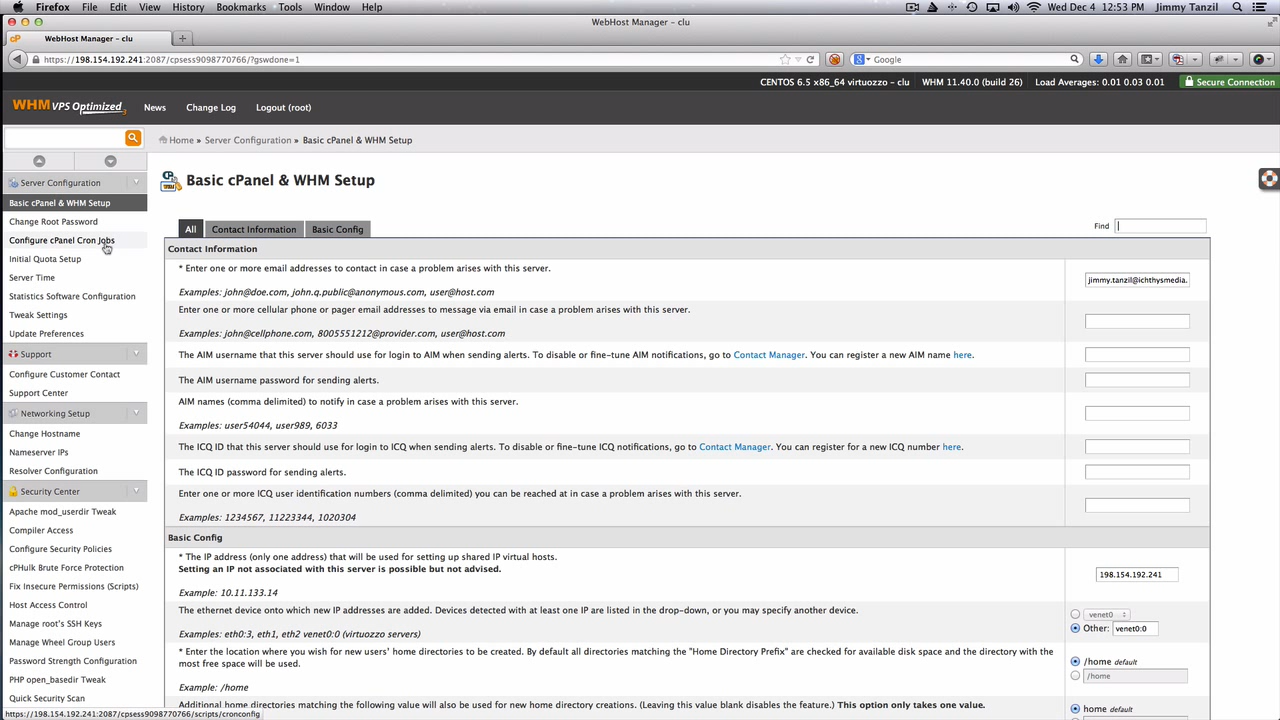 Firefox File Edit View History Bookmarks Tools Window Help Wed Dec 4 12:53 PM Jimmy Tanzil
WebHost Manager - clu
cP WebHost Manager - clu
https://198.154.192.241:2087/cpsess9098770766/?gswdone=1 Google
CENTOS 6.5 x86_64 virtuozzo - clu WHM 11.40.0 (build 26) Load Averages: 0.01 0.03 0.01 Secure Connection
WHM VPS Optimized News Change Log Logout (root)
Home » Server Configuration » Basic cPanel & WHM Setup
Server Configuration
Basic cPanel & WHM Setup
Change Root Password
Configure cPanel Cron Jobs
Initial Quota Setup
Server Time
Statistics Software Configuration
Tweak Settings
Update Preferences
Support
Configure Customer Contact
Support Center
Networking Setup
Change Hostname
Nameserver IPs
Resolver Configuration
Security Center
Apache mod_userdir Tweak
Compiler Access
Configure Security Policies
cPHulk Brute Force Protection
Fix Insecure Permissions (Scripts)
Host Access Control
Manage root's SSH Keys
Manage Wheel Group Users
Password Strength Configuration
PHP open_basedir Tweak
Quick Security Scan
https://198.154.192.241:2087/cpsess9098770766/scripts/cronconfig
Basic cPanel & WHM Setup
All Contact Information Basic Config Find
Contact Information
* Enter one or more email addresses to contact in case a problem arises with this server.
jimmy.tanzil@ichthysmedia.
Examples: john@doe.com, john.q.public@anonymous.com, user@host.com
Enter one or more cellular phone or pager email addresses to message via email in case a problem arises with this server.
Examples: john@cellphone.com, 8005551212@provider.com, user@host.com
The AIM username that this server should use for login to AIM when sending alerts. To disable or fine-tune AIM notifications, go to Contact Manager. You can register a new AIM name here.
The AIM username password for sending alerts.
AIM names (comma delimited) to notify in case a problem arises with this server.
Examples: user54044, user989, 6033
The ICQ ID that this server should use for login to ICQ when sending alerts. To disable or fine-tune ICQ notifications, go to Contact Manager. You can register for a new ICQ number here.
The ICQ ID password for sending alerts.
Enter one or more ICQ user identification numbers (comma delimited) you can be reached at in case a problem arises with this server.
Examples: 1234567, 11223344, 1020304
Basic Config
* The IP address (only one address) that will be used for setting up shared IP virtual hosts.
Setting an IP not associated with this server is possible but not advised.
198.154.192.241
Example: 10.11.133.14
The ethernet device onto which new IP addresses are added. Devices detected with at least one IP are listed in the drop-down, or you may specify another device.
venet0
Other: venet0:0
Examples: eth0:3, eth1, eth2 venet0:0 (virtuozzo servers)
* Enter the location where you wish for new users' home directories to be created. By default all directories matching the "Home Directory Prefix" are checked for available disk space and the directory with the
most free space will be used.
/home default
/home
Example: /home
Additional home directories matching the following value will also be used for new home directory creations. (Leaving this value blank disables the feature.) This option only takes one value.
home default